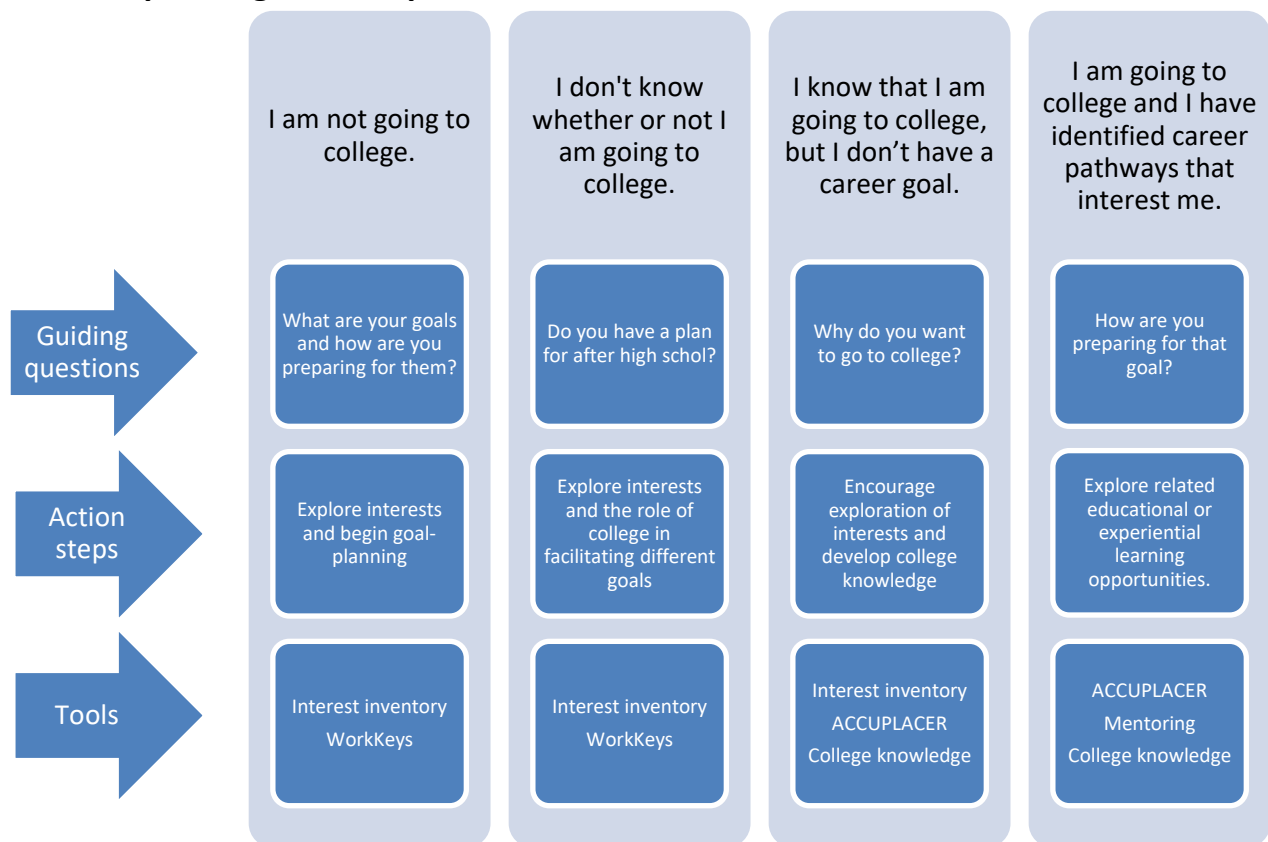 I am not going to
college.
I don't know
whether or not I
am going to
college.
I know that I am
going to college,
but I don’t have a
career goal.
I am going to
college and I have
identified career
pathways that
interest me.
Guiding
questions
What are your goals
and how are you
preparing for them?
Do you have a plan
for after high schol?
Why do you want
to go to college?
How are you
preparing for that
goal?
Action
steps
Explore interests
and begin goal-
planning
Explore interests
and the role of
college in
facilitating different
goals
Encourage
exploration of
interests and
develop college
knowledge
Explore related
educational or
experiential
learning
opportunities.
Tools
Interest inventory
WorkKeys
Interest inventory
WorkKeys
Interest inventory
ACCUPLACER
College knowledge
ACCUPLACER
Mentoring
College knowledge